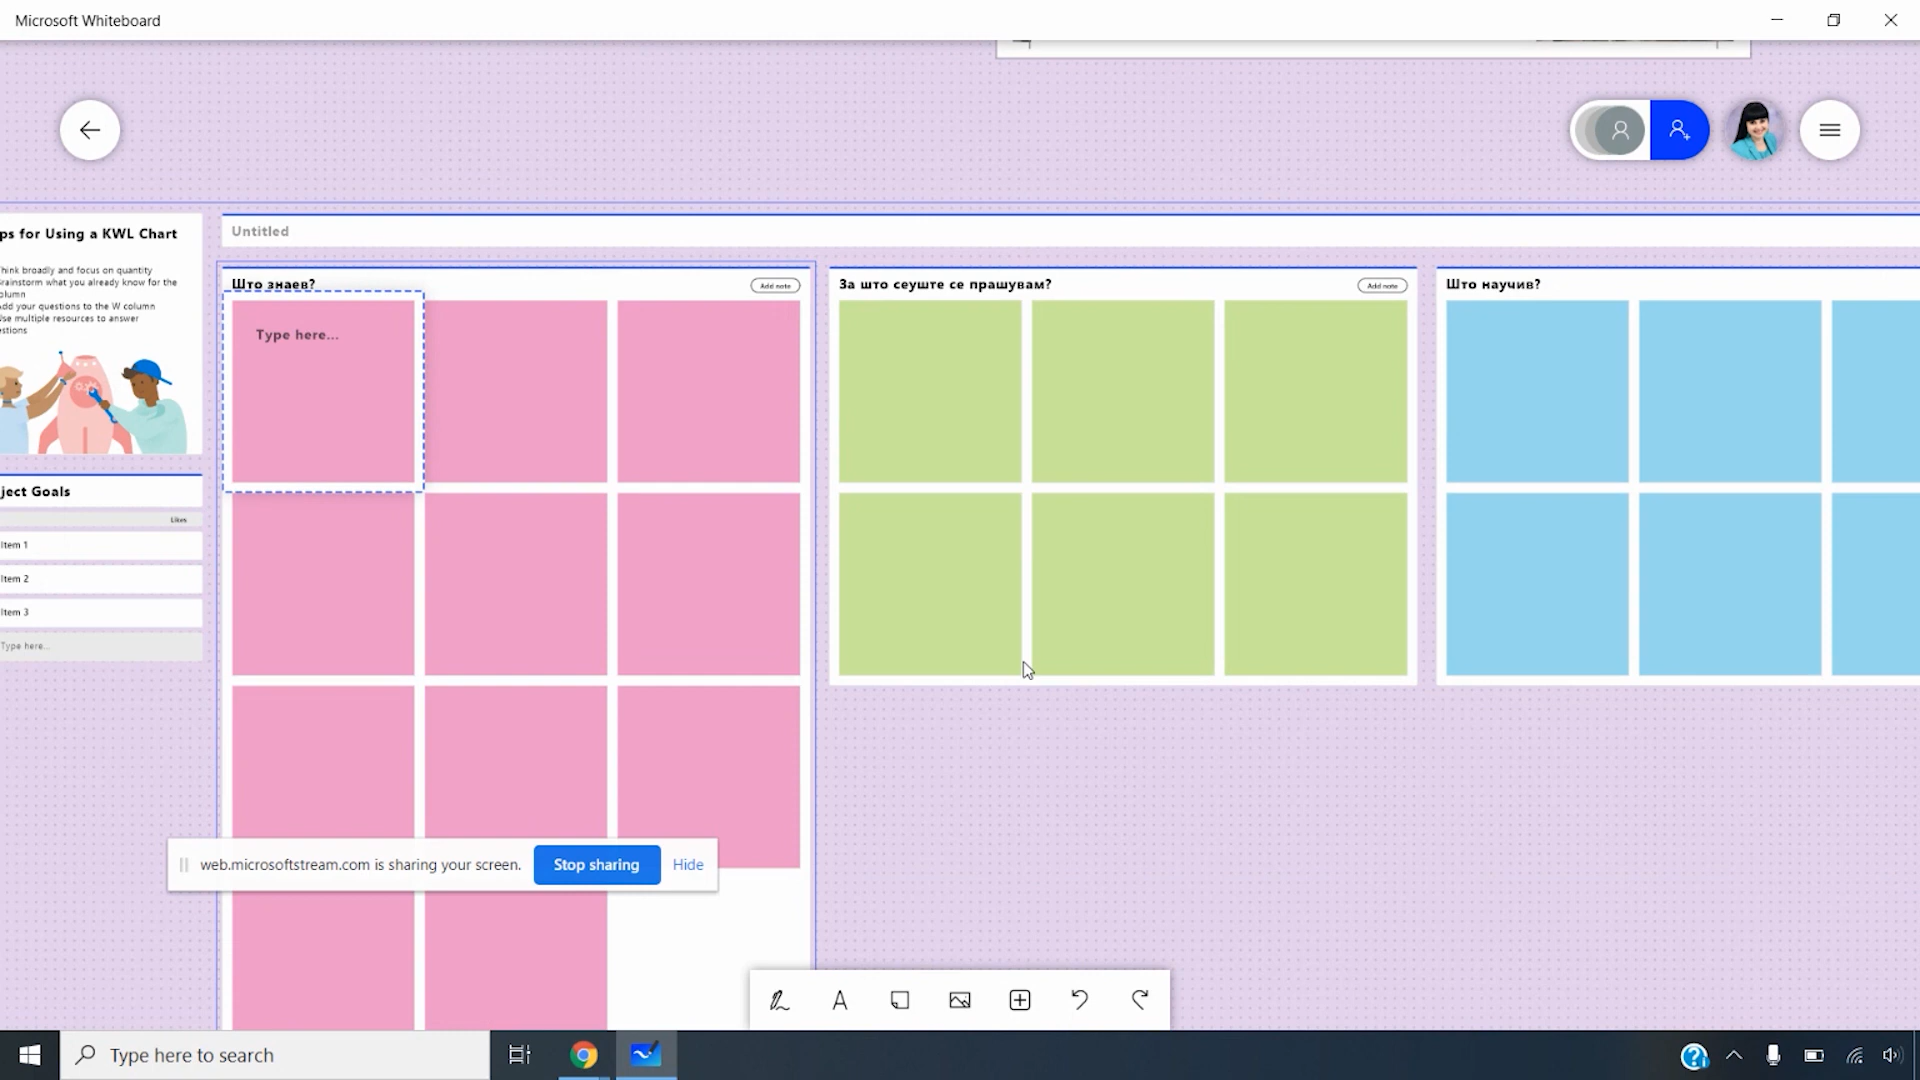 Microsoft Whiteboard
ps for Using a KWL Chart
hink broadly and focus on quantity
rainstorm what you already know for the
olumn
dd your questions to the W column
se multiple resources to answer
estions
ject Goals
Likes
Item 1
Item 2
Item 3
Type here...
Untitled
Што знаев?
Add note
Type here...
За што сеуште се прашувам?
Add note
Што научив?
web.microsoftstream.com is sharing your screen.
Stop sharing
Hide
Type here to search